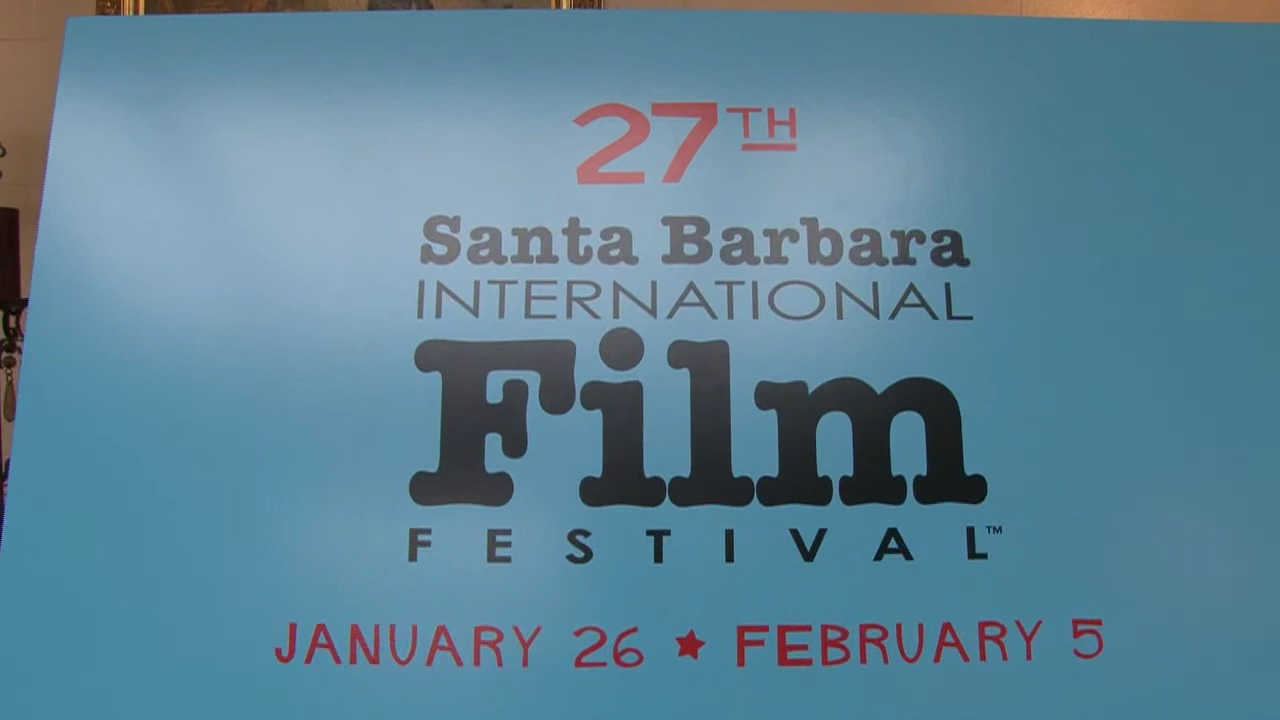 27TH
Santa Barbara
INTERNATIONAL
Film
FESTIVAL™
JANUARY 26 ★ FEBRUARY 5